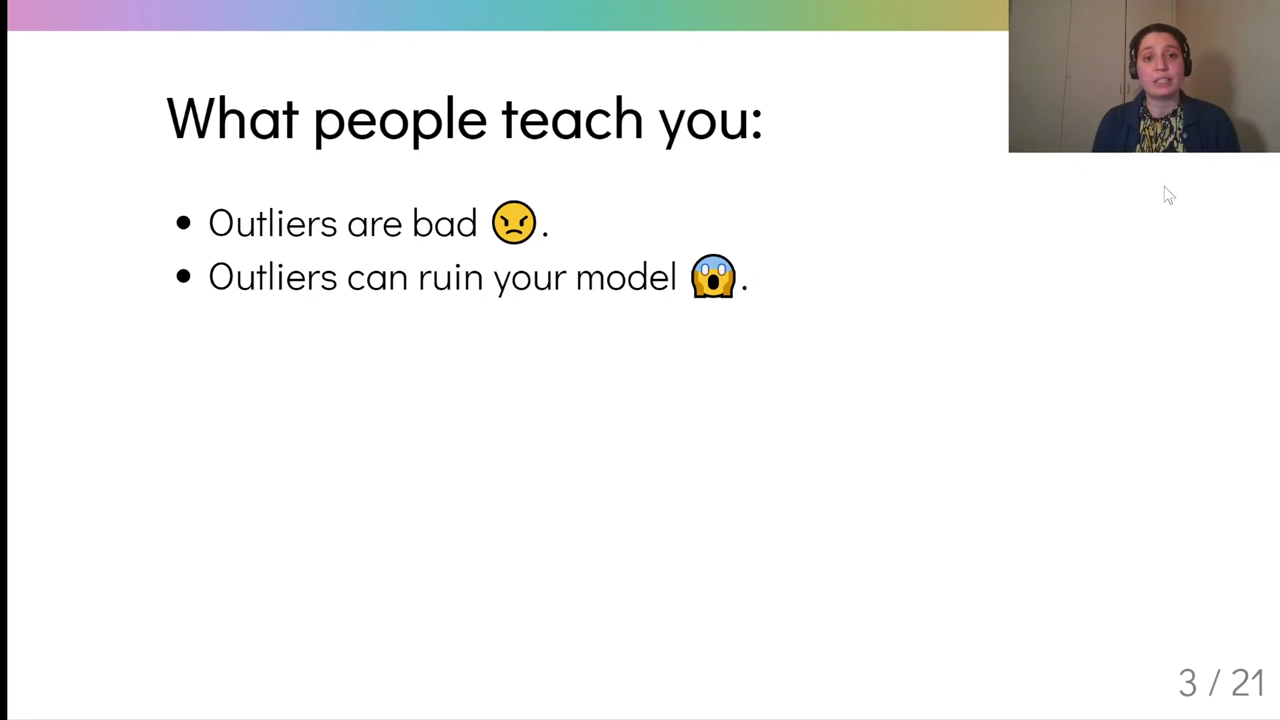 What people teach you:
• Outliers are bad 😠.
• Outliers can ruin your model 😱.
3 / 21